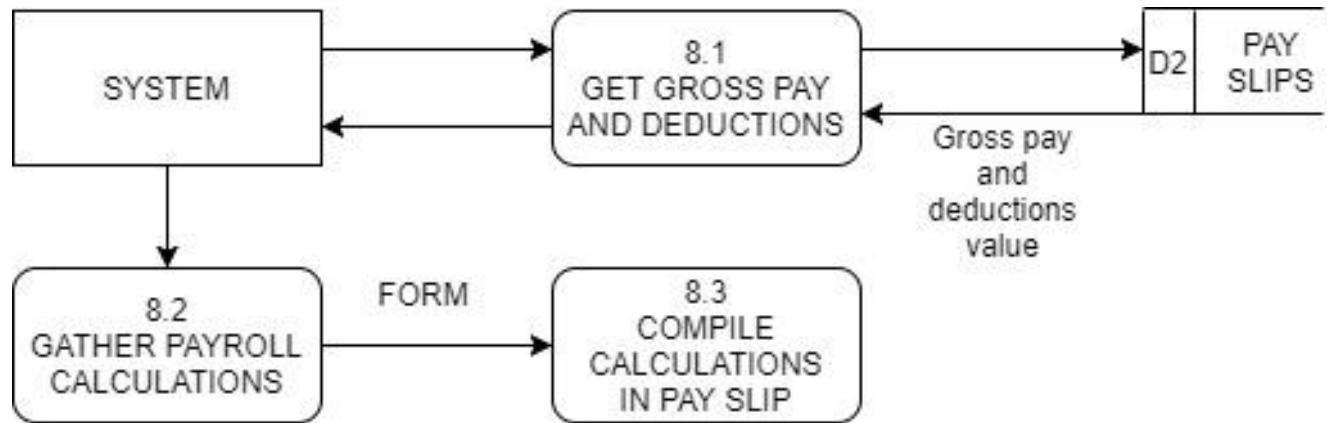 SYSTEM
8.1
GET GROSS PAY
AND DEDUCTIONS
D2
PAY
SLIPS
Gross pay
and
deductions
value
8.2
GATHER PAYROLL
CALCULATIONS
FORM
8.3
COMPILE
CALCULATIONS
IN PAY SLIP